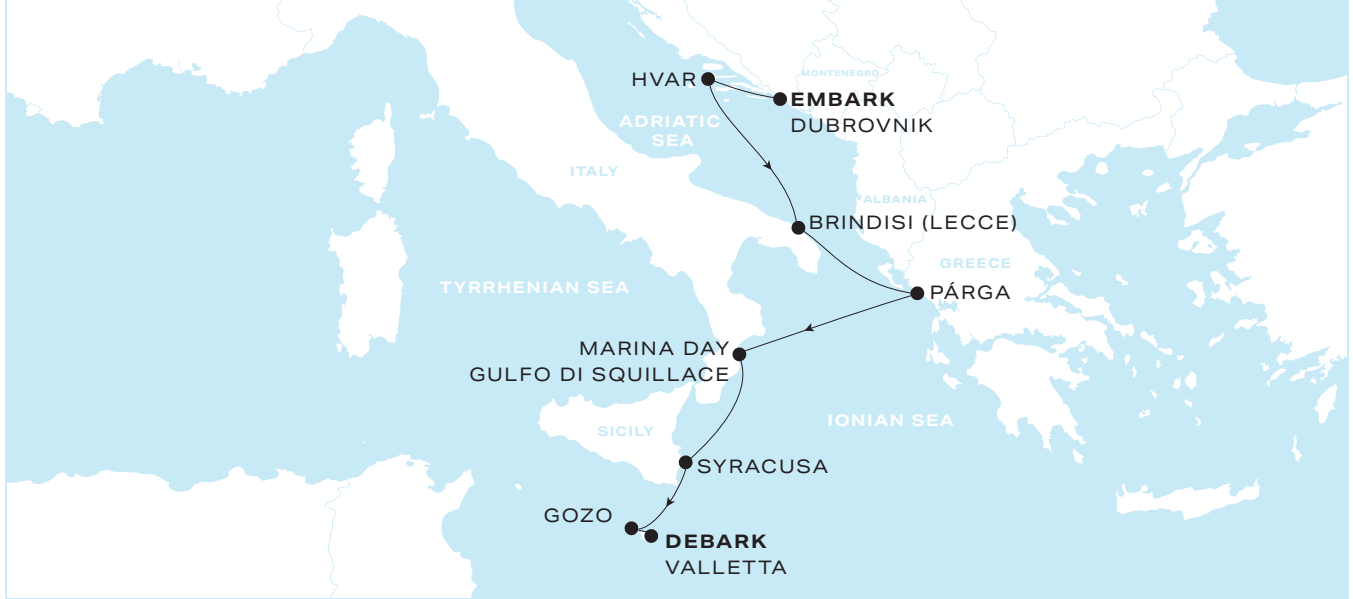 HVAR
MONTENEGRO
EMBARK
DUBROVNIK
ADRIATIC
SEA
ITALY
ALBANIA
BRINDISI (LECCE)
GREECE
TYRRHENIAN SEA
PÁRGA
MARINA DAY
GULFO DI SQUILLACE
IONIAN SEA
SICILY
SYRACUSA
GOZO
DEBARK
VALLETTA